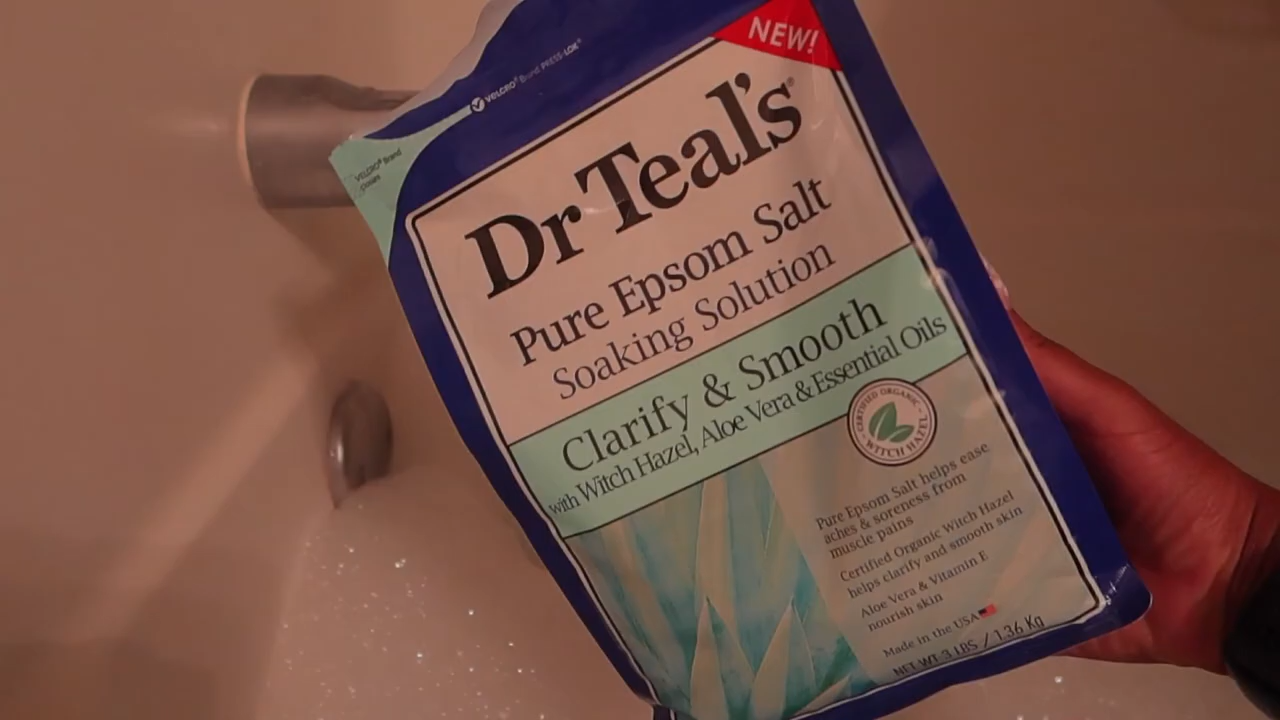 NEW!
VELCRO® Brand PRESS-LOK®
VELCRO® Brand
closure
Dr Teal's®
Pure Epsom Salt
Soaking Solution
Clarify & Smooth
with Witch Hazel, Aloe Vera & Essential Oils
CERTIFIED ORGANIC
WITCH HAZEL
Pure Epsom Salt helps ease
aches & soreness from
muscle pains
Certified Organic Witch Hazel
helps clarify and smooth skin
Aloe Vera & Vitamin E
nourish skin
Made in the USA
NET WT 3 LBS / 1.36 Kg